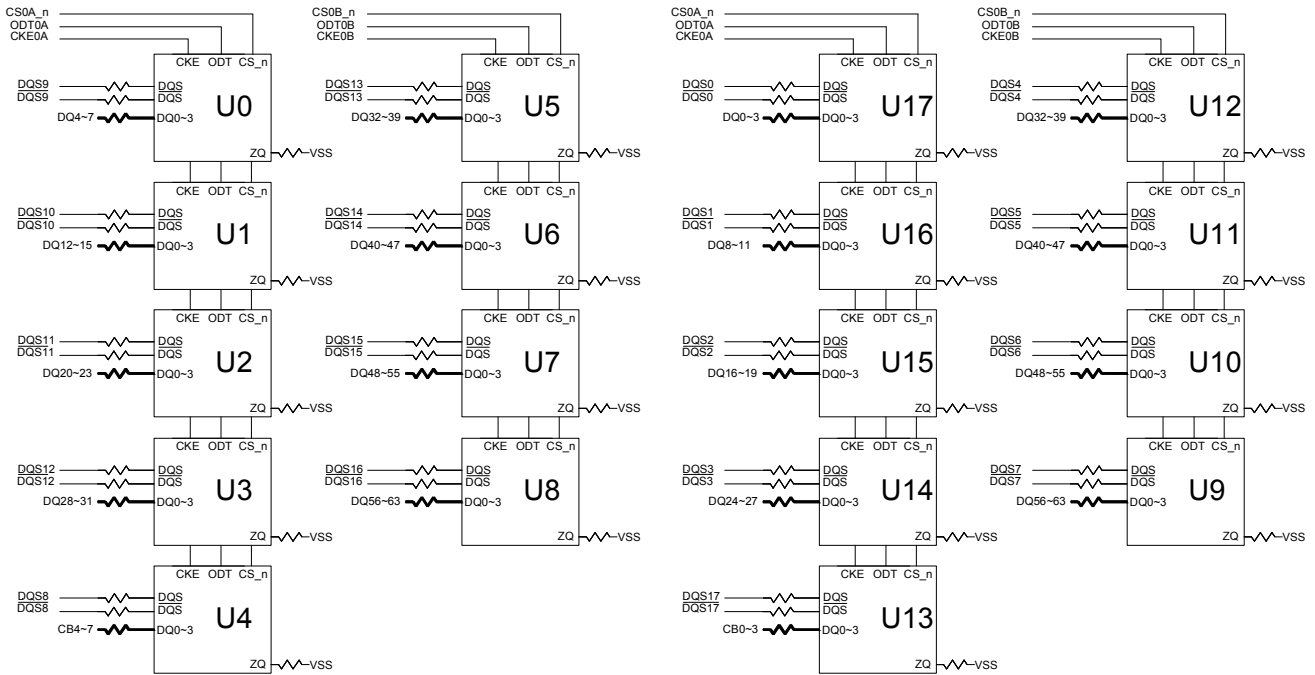 CS0A_n
ODT0A
CKE0A
CKE ODT CS_n
DQS9
DQS9
DQ4~7
DQS
DQS
DQ0~3
U0
ZQ
VSS
CKE ODT CS_n
DQS10
DQS10
DQ12~15
DQS
DQS
DQ0~3
U1
ZQ
VSS
CKE ODT CS_n
DQS11
DQS11
DQ20~23
DQS
DQS
DQ0~3
U2
ZQ
VSS
CKE ODT CS_n
DQS12
DQS12
DQ28~31
DQS
DQS
DQ0~3
U3
ZQ
VSS
CKE ODT CS_n
DQS8
DQS8
CB4~7
DQS
DQS
DQ0~3
U4
ZQ
VSS
CS0B_n
ODT0B
CKE0B
CKE ODT CS_n
DQS13
DQS13
DQ32~39
DQS
DQS
DQ0~3
U5
ZQ
VSS
CKE ODT CS_n
DQS14
DQS14
DQ40~47
DQS
DQS
DQ0~3
U6
ZQ
VSS
CKE ODT CS_n
DQS15
DQS15
DQ48~55
DQS
DQS
DQ0~3
U7
ZQ
VSS
CKE ODT CS_n
DQS16
DQS16
DQ56~63
DQS
DQS
DQ0~3
U8
ZQ
VSS
CS0A_n
ODT0A
CKE0A
CKE ODT CS_n
DQS0
DQS0
DQ0~3
DQS
DQS
DQ0~3
U17
ZQ
VSS
CKE ODT CS_n
DQS1
DQS1
DQ8~11
DQS
DQS
DQ0~3
U16
ZQ
VSS
CKE ODT CS_n
DQS2
DQS2
DQ16~19
DQS
DQS
DQ0~3
U15
ZQ
VSS
CKE ODT CS_n
DQS3
DQS3
DQ24~27
DQS
DQS
DQ0~3
U14
ZQ
VSS
CKE ODT CS_n
DQS17
DQS17
CB0~3
DQS
DQS
DQ0~3
U13
ZQ
VSS
CS0B_n
ODT0B
CKE0B
CKE ODT CS_n
DQS4
DQS4
DQ32~39
DQS
DQS
DQ0~3
U12
ZQ
VSS
CKE ODT CS_n
DQS5
DQS5
DQ40~47
DQS
DQS
DQ0~3
U11
ZQ
VSS
CKE ODT CS_n
DQS6
DQS6
DQ48~55
DQS
DQS
DQ0~3
U10
ZQ
VSS
CKE ODT CS_n
DQS7
DQS7
DQ56~63
DQS
DQS
DQ0~3
U9
ZQ
VSS